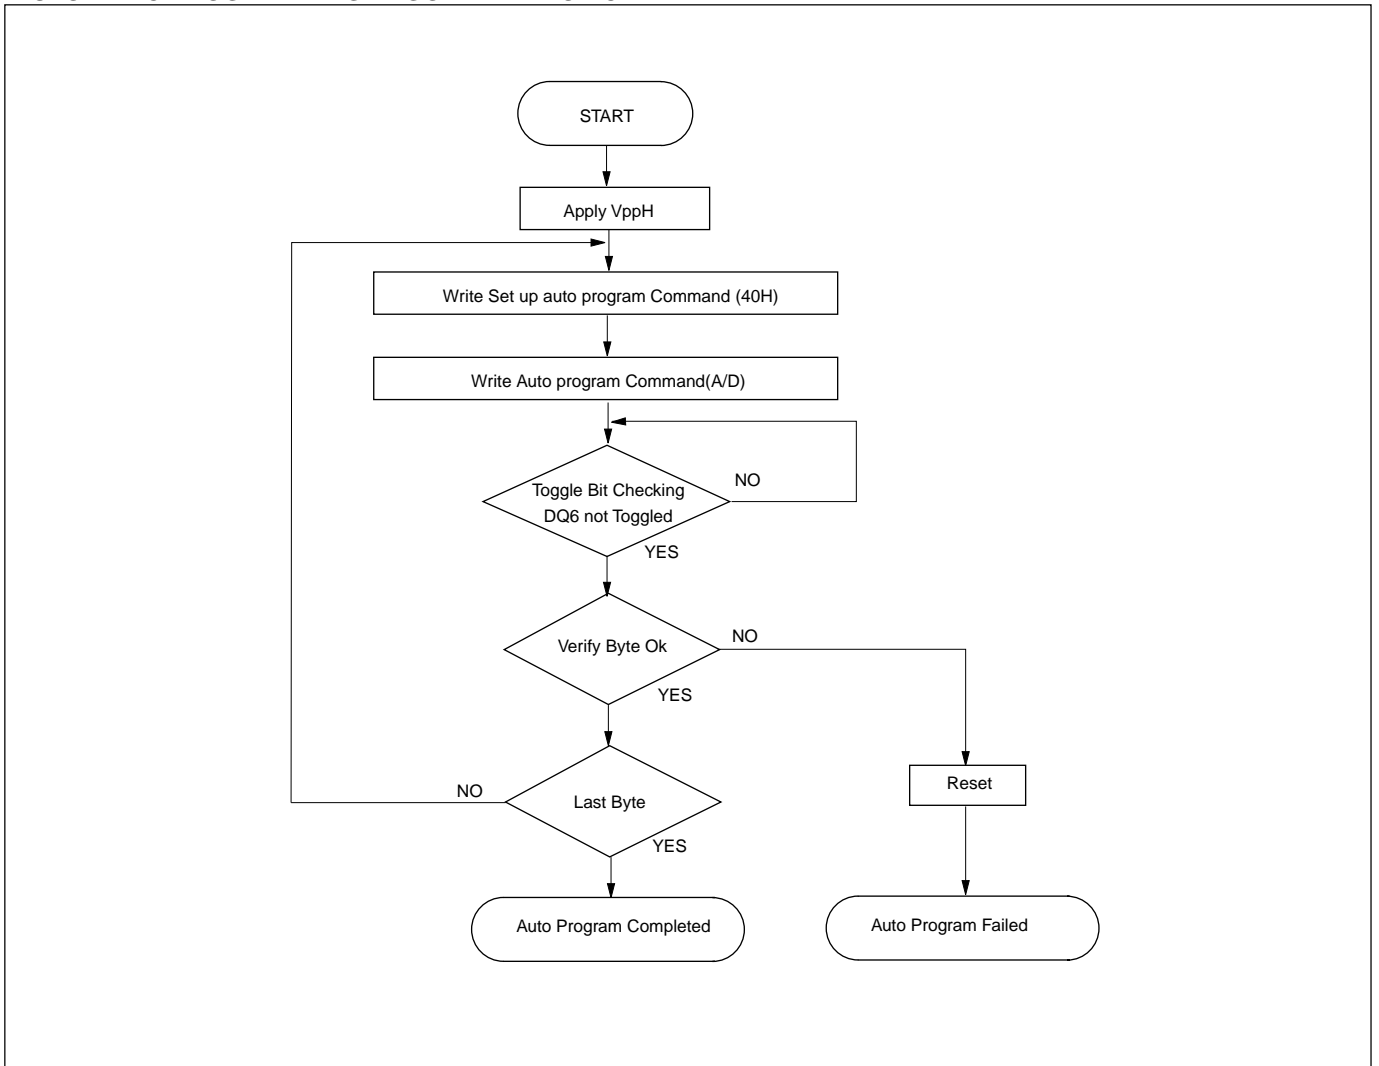 START
Apply VppH
Write Set up auto program Command (40H)
Write Auto program Command(A/D)
NO
Toggle Bit Checking
DQ6 not Toggled
YES
NO
Verify Byte Ok
YES
NO
Last Byte
Reset
YES
Auto Program Completed
Auto Program Failed